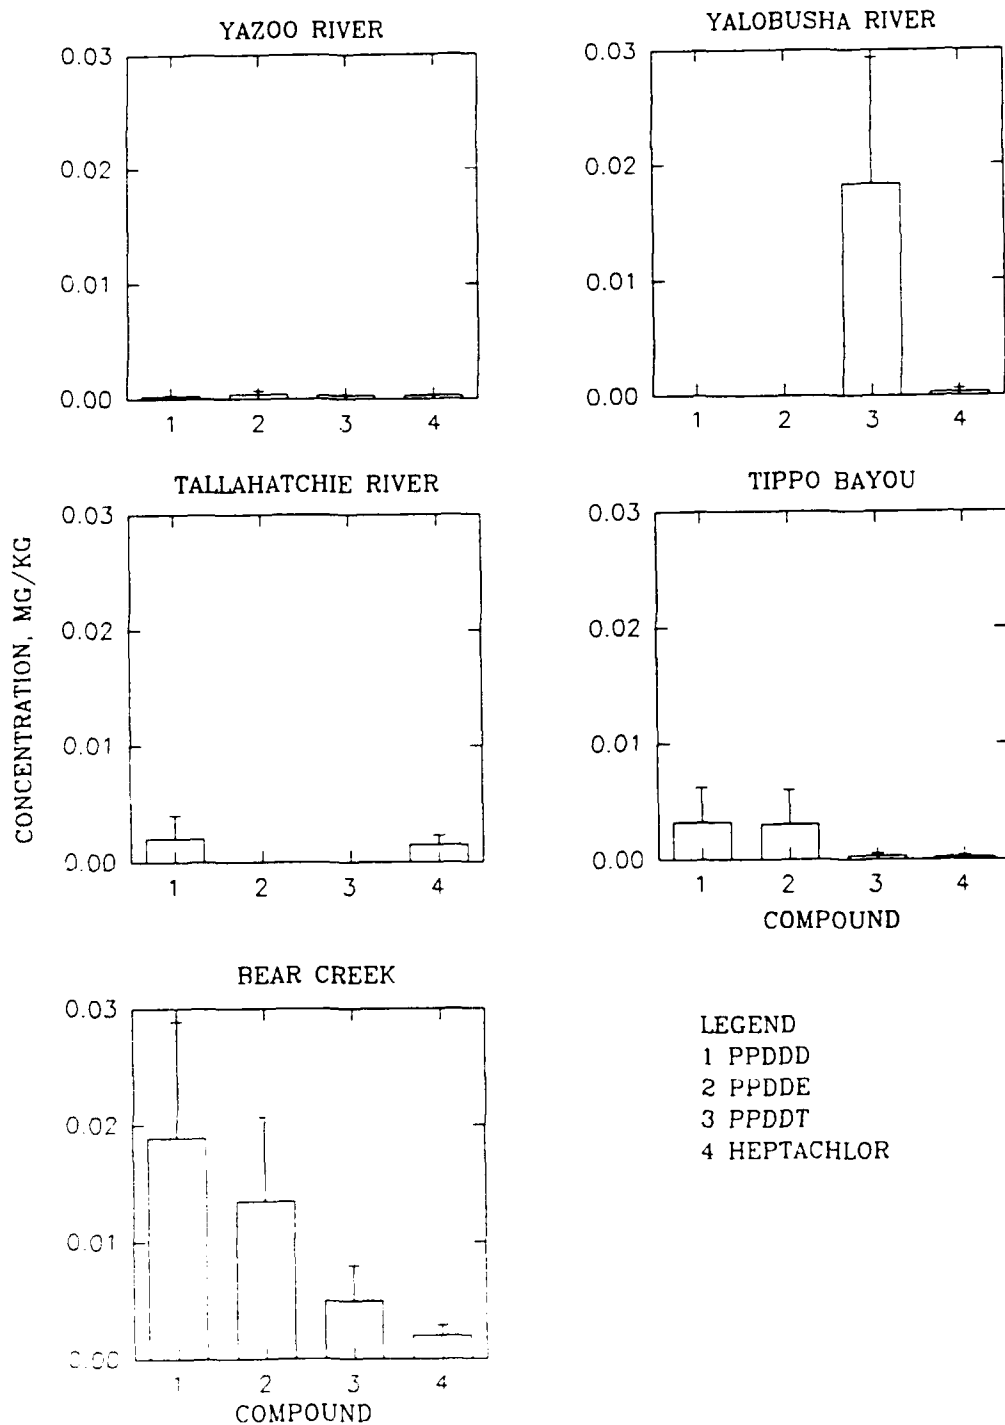 YAZOO RIVER
0.03
0.02
0.01
0.00
1 2 3 4
YALOBUSHA RIVER
0.03
0.02
0.01
0.00
1 2 3 4
CONCENTRATION, MG/KG
TALLAHATCHIE RIVER
0.03
0.02
0.01
0.00
1 2 3 4
TIPPO BAYOU
0.03
0.02
0.01
0.00
1 2 3 4
COMPOUND
BEAR CREEK
0.03
0.02
0.01
0.00
1 2 3 4
COMPOUND
LEGEND
1 PPDDD
2 PPDDE
3 PPDDT
4 HEPTACHLOR